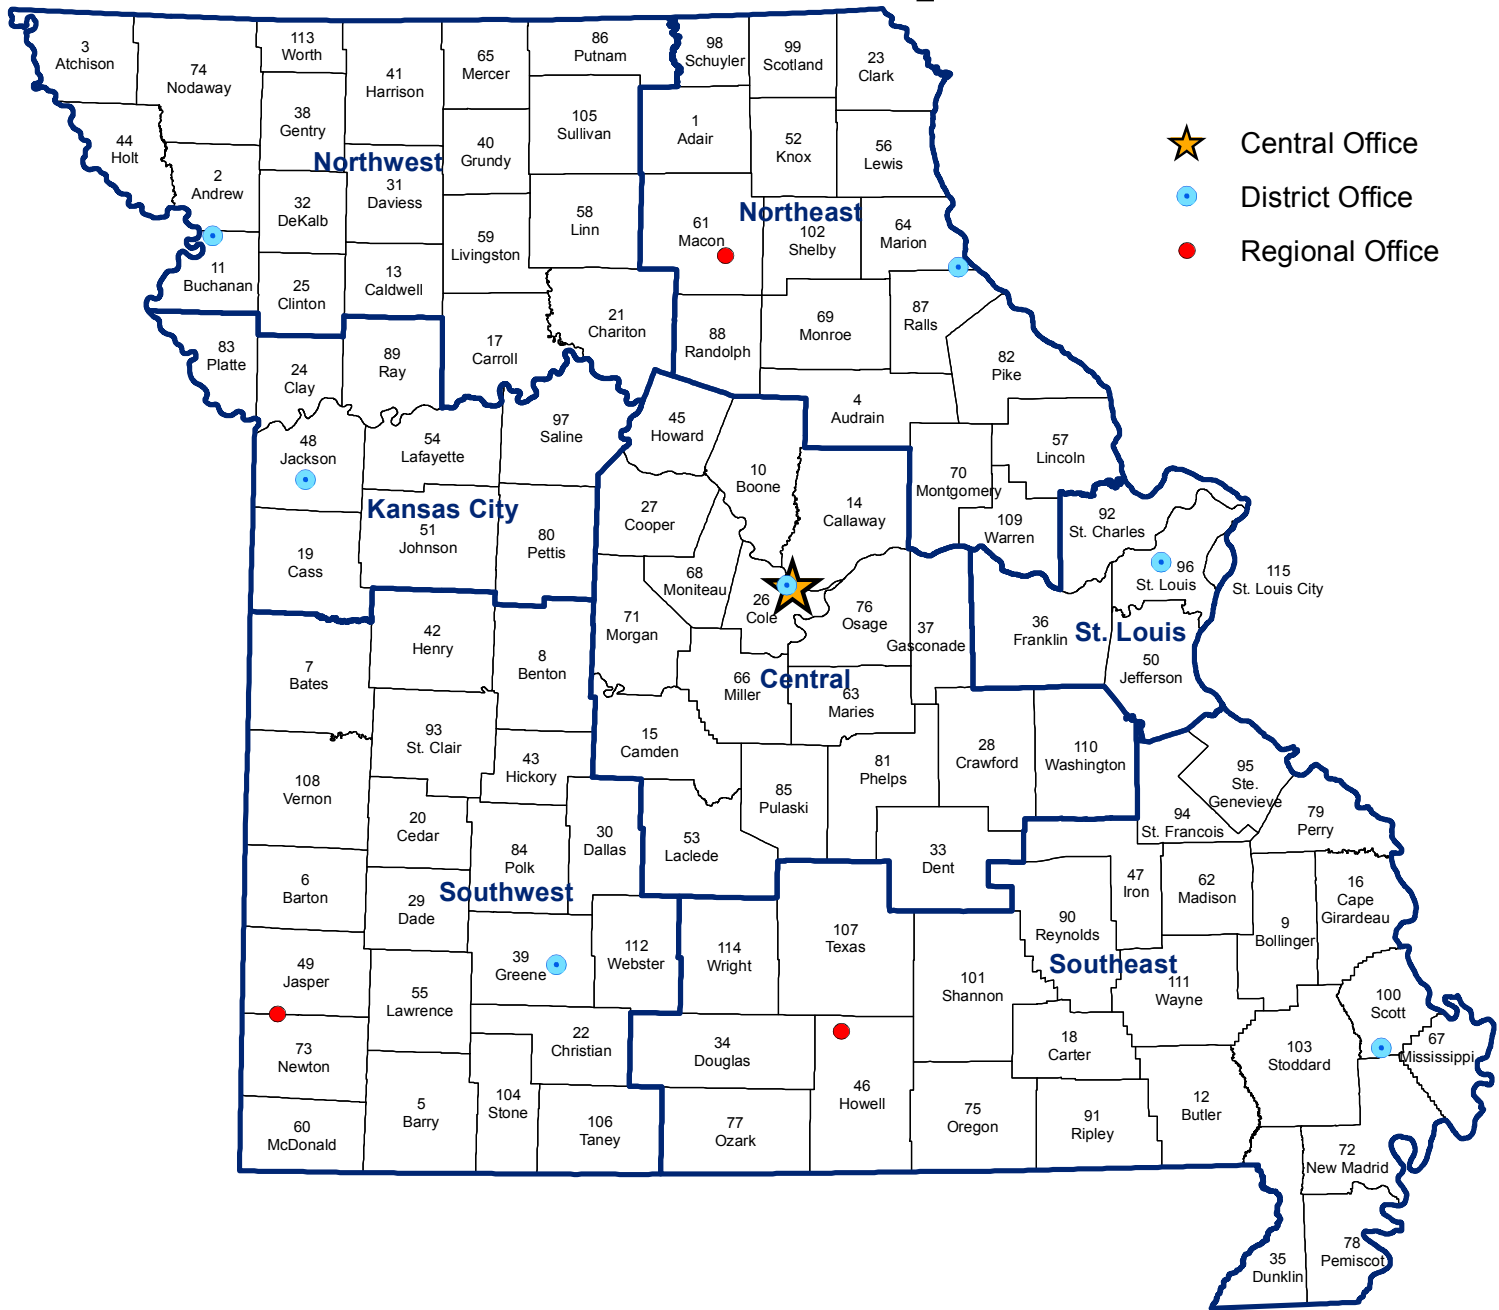 3
Atchison
74
Nodaway
113
Worth
41
Harrison
65
Mercer
86
Putnam
98
Schuyler
99
Scotland
23
Clark
Central Office
District Office
Regional Office
44
Holt
38
Gentry
105
Sullivan
1
Adair
52
Knox
56
Lewis
40
Grundy
Northwest
2
Andrew
32
DeKalb
31
Daviess
58
Linn
59
Livingston
61
Macon
Northeast
102
Shelby
64
Marion
11
Buchanan
25
Clinton
13
Caldwell
21
Chariton
17
Carroll
88
Randolph
69
Monroe
87
Ralls
82
Pike
83
Platte
24
Clay
89
Ray
4
Audrain
45
Howard
97
Saline
48
Jackson
54
Lafayette
57
Lincoln
10
Boone
70
Montgomery
14
Callaway
27
Cooper
Kansas City
51
Johnson
80
Pettis
109
Warren
92
St. Charles
19
Cass
68
Moniteau
96
St. Louis
115
St. Louis City
26
Cole
76
Osage
71
Morgan
37
Gasconade
36
Franklin
St. Louis
50
Jefferson
42
Henry
7
Bates
8
Benton
66
Miller
Central
63
Maries
93
St. Clair
15
Camden
43
Hickory
28
Crawford
110
Washington
81
Phelps
108
Vernon
85
Pulaski
95
Ste.
Genevieve
94
St. Francois
79
Perry
20
Cedar
30
Dallas
53
Laclede
84
Polk
33
Dent
6
Barton
Southwest
29
Dade
47
Iron
62
Madison
16
Cape
Girardeau
90
Reynolds
9
Bollinger
107
Texas
112
Webster
114
Wright
39
Greene
49
Jasper
Southeast
101
Shannon
111
Wayne
55
Lawrence
100
Scott
22
Christian
34
Douglas
18
Carter
103
Stoddard
67
Mississippi
73
Newton
104
Stone
46
Howell
5
Barry
12
Butler
60
McDonald
106
Taney
77
Ozark
75
Oregon
91
Ripley
72
New Madrid
35
Dunklin
78
Pemiscot